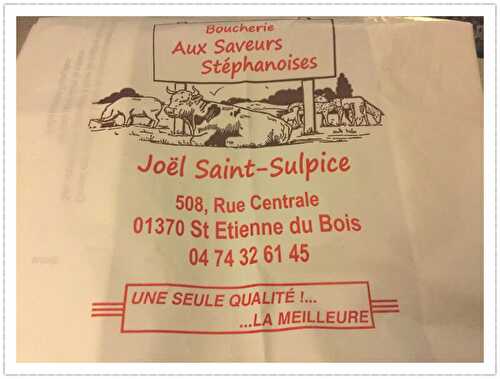 Boucherie
Aux Saveurs
Stéphanoises
Joël Saint-Sulpice
508, Rue Centrale
01370 St Etienne du Bois
04 74 32 61 45
UNE SEULE QUALITÉ !...
...LA MEILLEURE